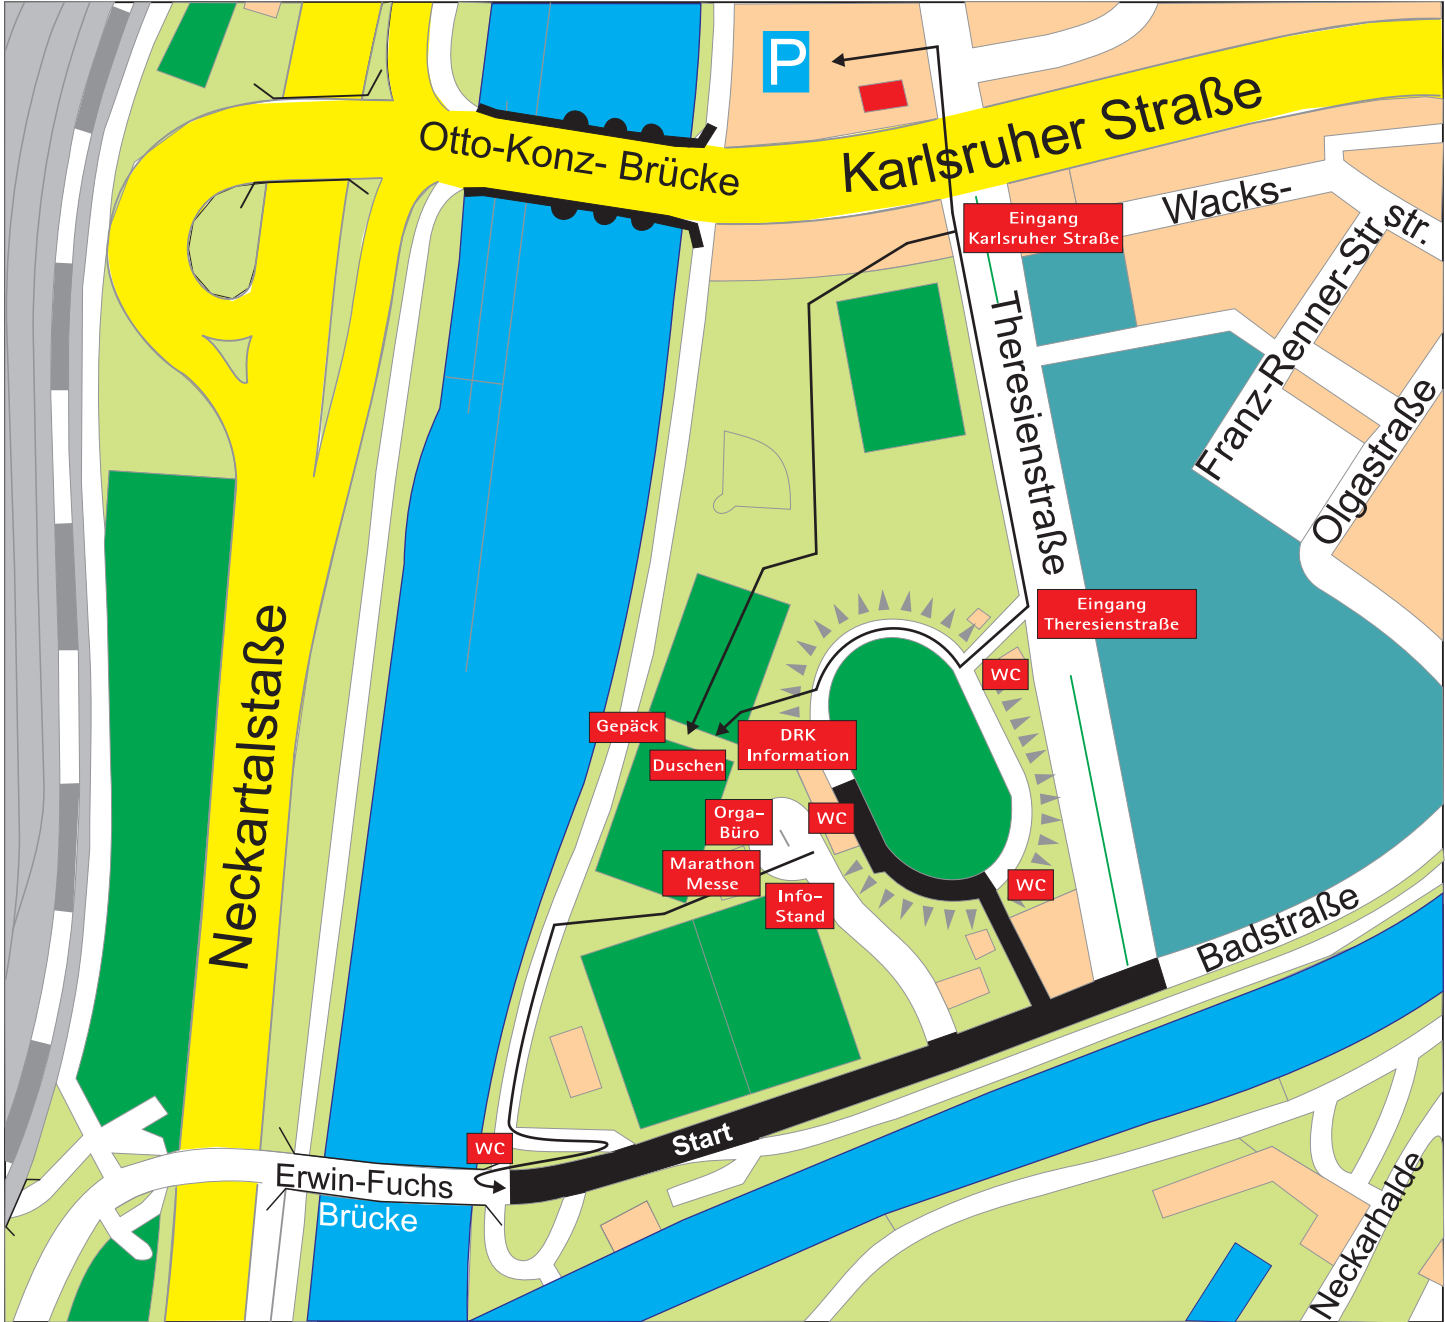 P
Otto-Konz- Brücke
Karlsruher Straße
Wacks-
str.
Eingang
Karlsruher Straße
Franz-Renner-Str.
Theresienstraße
Olgastraße
Eingang
Theresienstraße
Neckartalstaße
WC
Gepäck
DRK
Information
Duschen
Orga-
Büro
WC
Marathon
Messe
WC
Info-
Stand
Badstraße
Start
WC
Erwin-Fuchs
Brücke
Neckarhalde